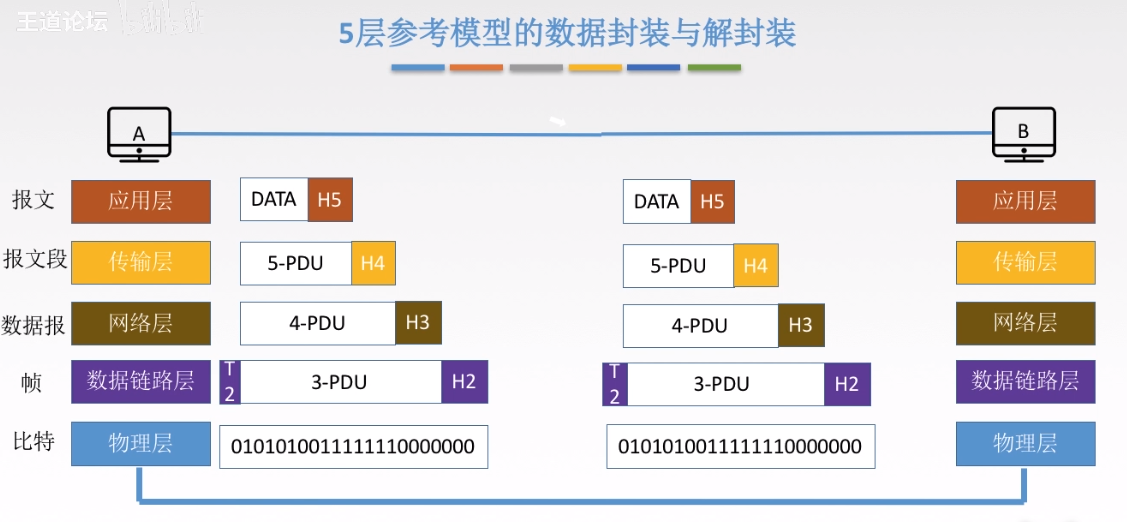 王道论坛
5层参考模型的数据封装与解封装
A
B
报文 应用层 DATA H5 DATA H5 应用层
报文段 传输层 5-PDU H4 5-PDU H4 传输层
数据报 网络层 4-PDU H3 4-PDU H3 网络层
帧 数据链路层 T2 3-PDU H2 T2 3-PDU H2 数据链路层
比特 物理层 01010100111111110000000 01010100111111110000000 物理层